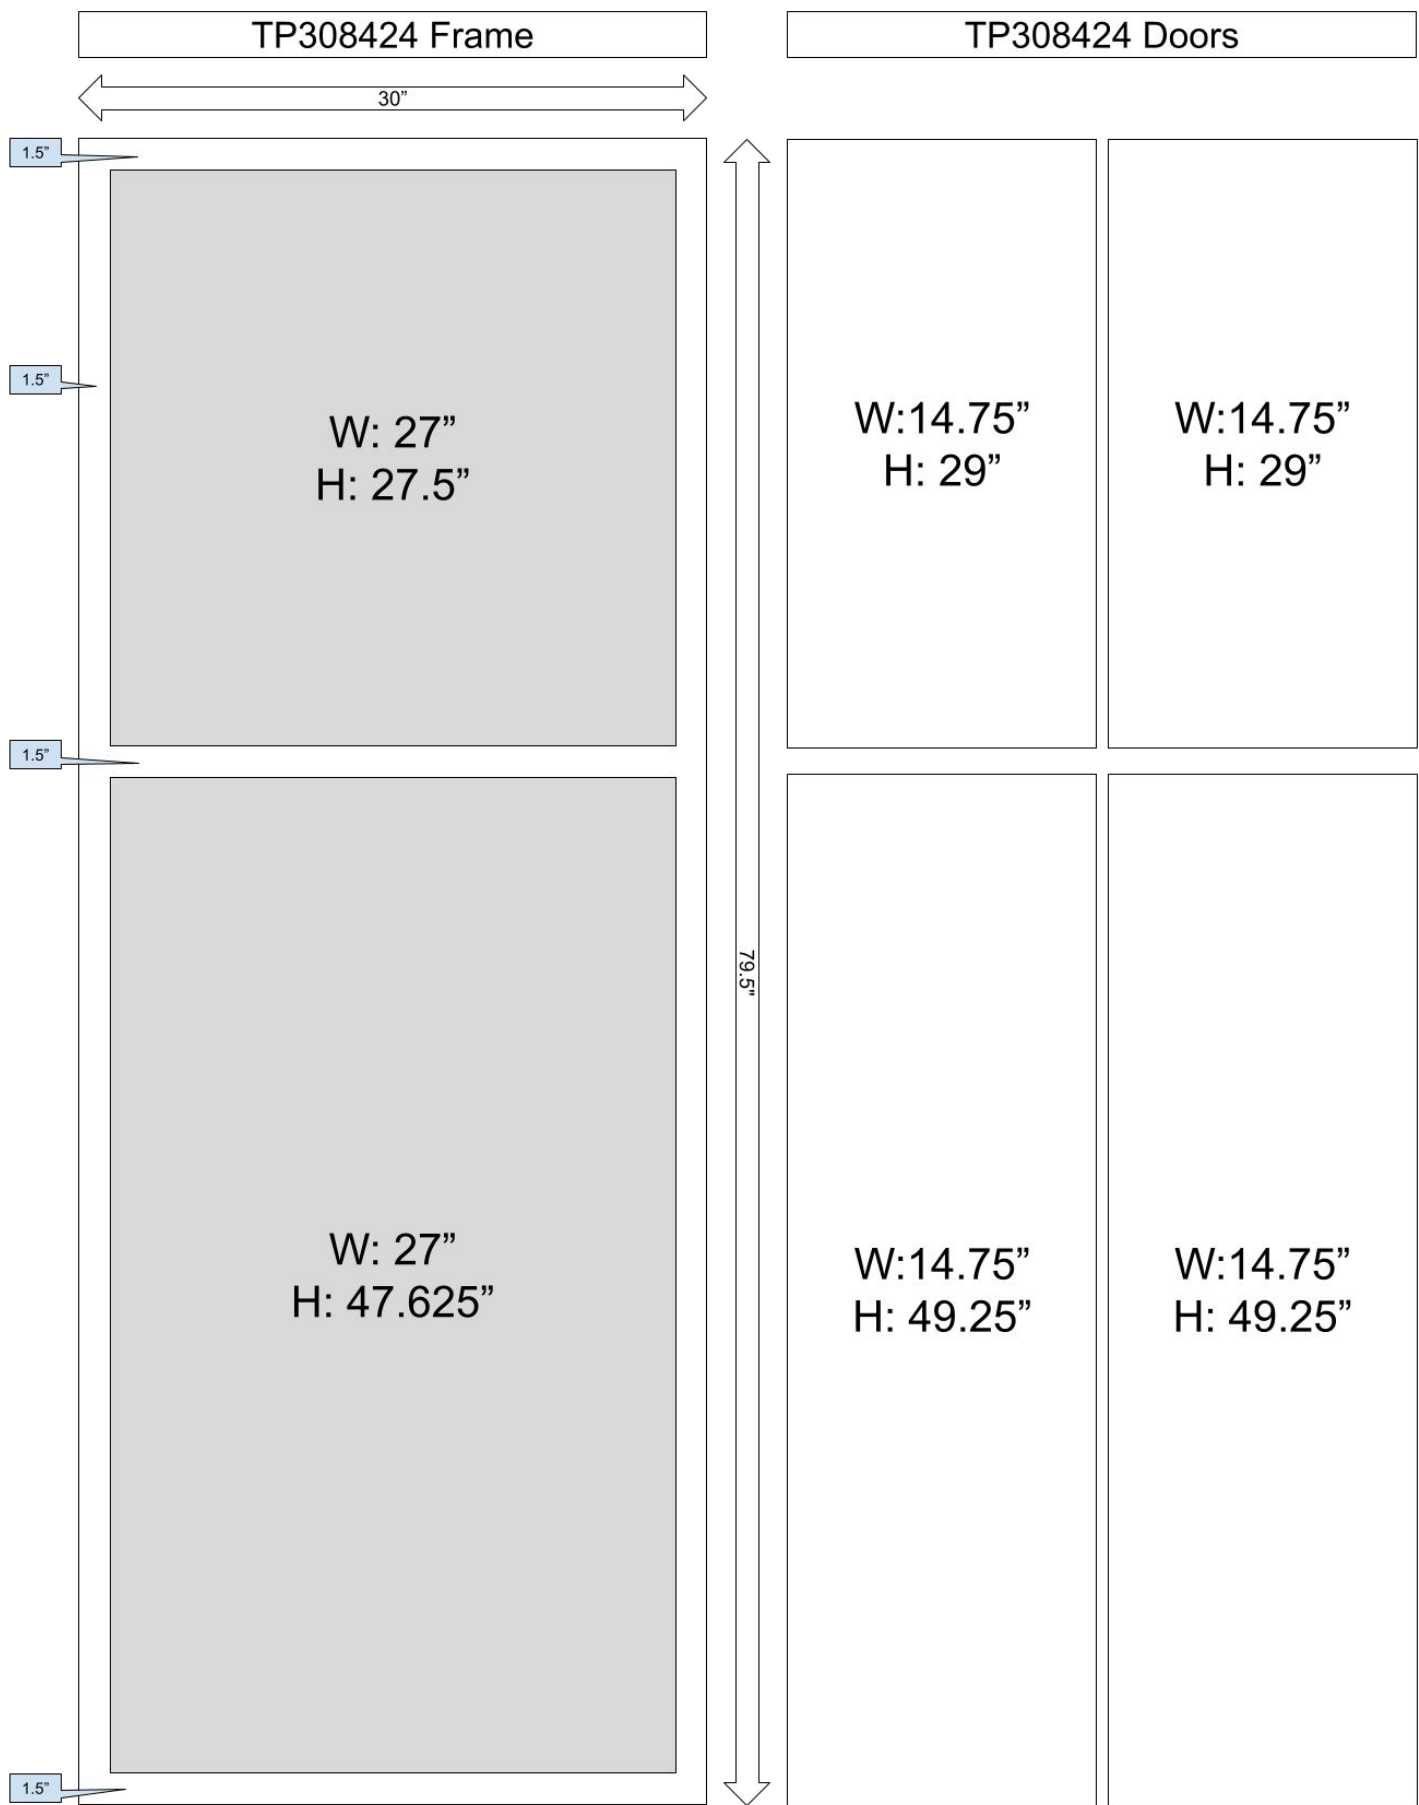 TP308424 Frame
TP308424 Doors
30”
1.5”
1.5”
W: 27”
H: 27.5”
W:14.75”
H: 29”
W:14.75”
H: 29”
1.5”
79.5"
W: 27”
H: 47.625”
W:14.75”
H: 49.25”
W:14.75”
H: 49.25”
1.5”